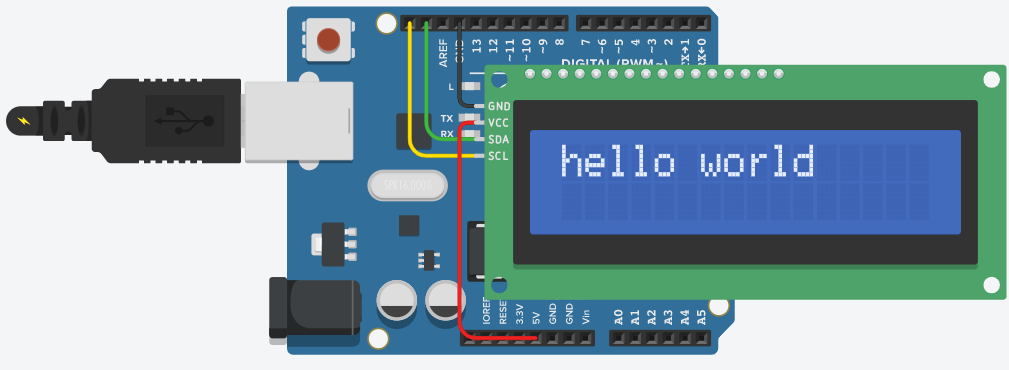 AREF
GND
13
12
~11
~10
~9
8
7
~6
~5
4
~3
2
TX→1
RX←0
DIGITAL (PWM~)
L
TX
RX
GND
VCC
SDA
SCL
hello world
SPK16.000G
IOREF
RESET
3.3V
5V
GND
GND
Vin
A0
A1
A2
A3
A4
A5